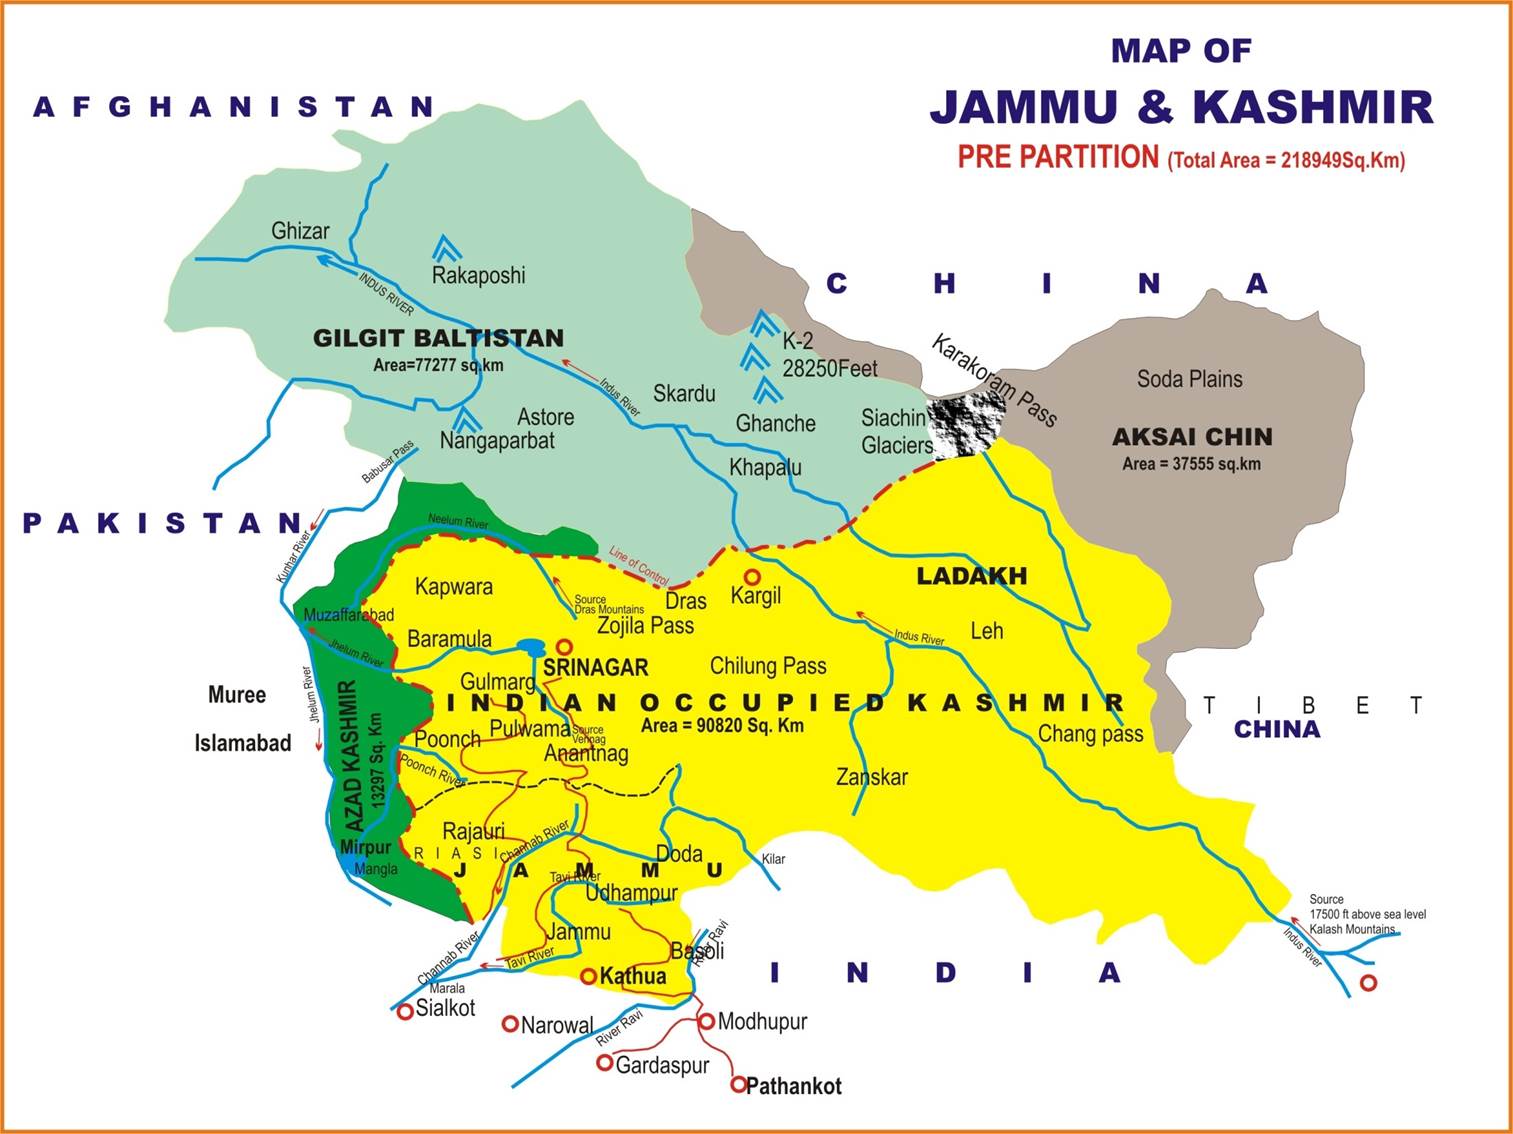 MAP OF
JAMMU & KASHMIR
PRE PARTITION (Total Area = 218949Sq.Km)
AFGHANISTAN
Ghizar
Rakaposhi
INDUS RIVER
CHINA
GILGIT BALTISTAN
Area=77277 sq.km
K-2
28250Feet
Karakoram Pass
Soda Plains
Indus River
Skardu
Astore
Nangaparbat
Ghanche
Siachin
Glaciers
AKSAI CHIN
Area = 37555 sq.km
Babusar Pass
Khapalu
PAKISTAN
Neelum River
Kunhar River
Line of Control
Kapwara
Source
Dras Mountains
Dras
Kargil
LADAKH
Muzaffarabad
Zojila Pass
Baramula
Jhelum River
Indus River
Leh
SRINAGAR
Chilung Pass
Gulmarg
Muree
Jhelum River
INDIAN OCCUPIED KASHMIR
Area = 90820 Sq. Km
TIBET
CHINA
Islamabad
AZAD KASHMIR
13297 Sq. Km
Poonch
Pulwama
Source
Verinag
Anantnag
Chang pass
Poonch River
Zanskar
Rajauri
Channab River
RIASI
Mirpur
Mangla
JAMMU
Doda
Kilar
Tavi River
Udhampur
Source
17500 ft above sea level
Kalash Mountains
Indus River
Jammu
Basoli
River Ravi
Channab River
Tavi River
Kathua
INDIA
Marala
Sialkot
Narowal
River Ravi
Modhupur
Gardaspur
Pathankot